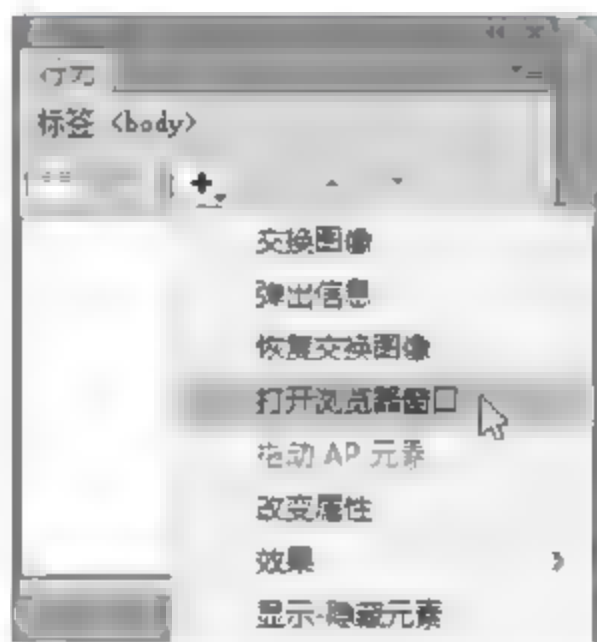 行为
标签 <body>
交换图像
弹出信息
恢复交换图像
打开浏览器窗口
拖动 AP 元素
改变属性
效果
显示-隐藏元素